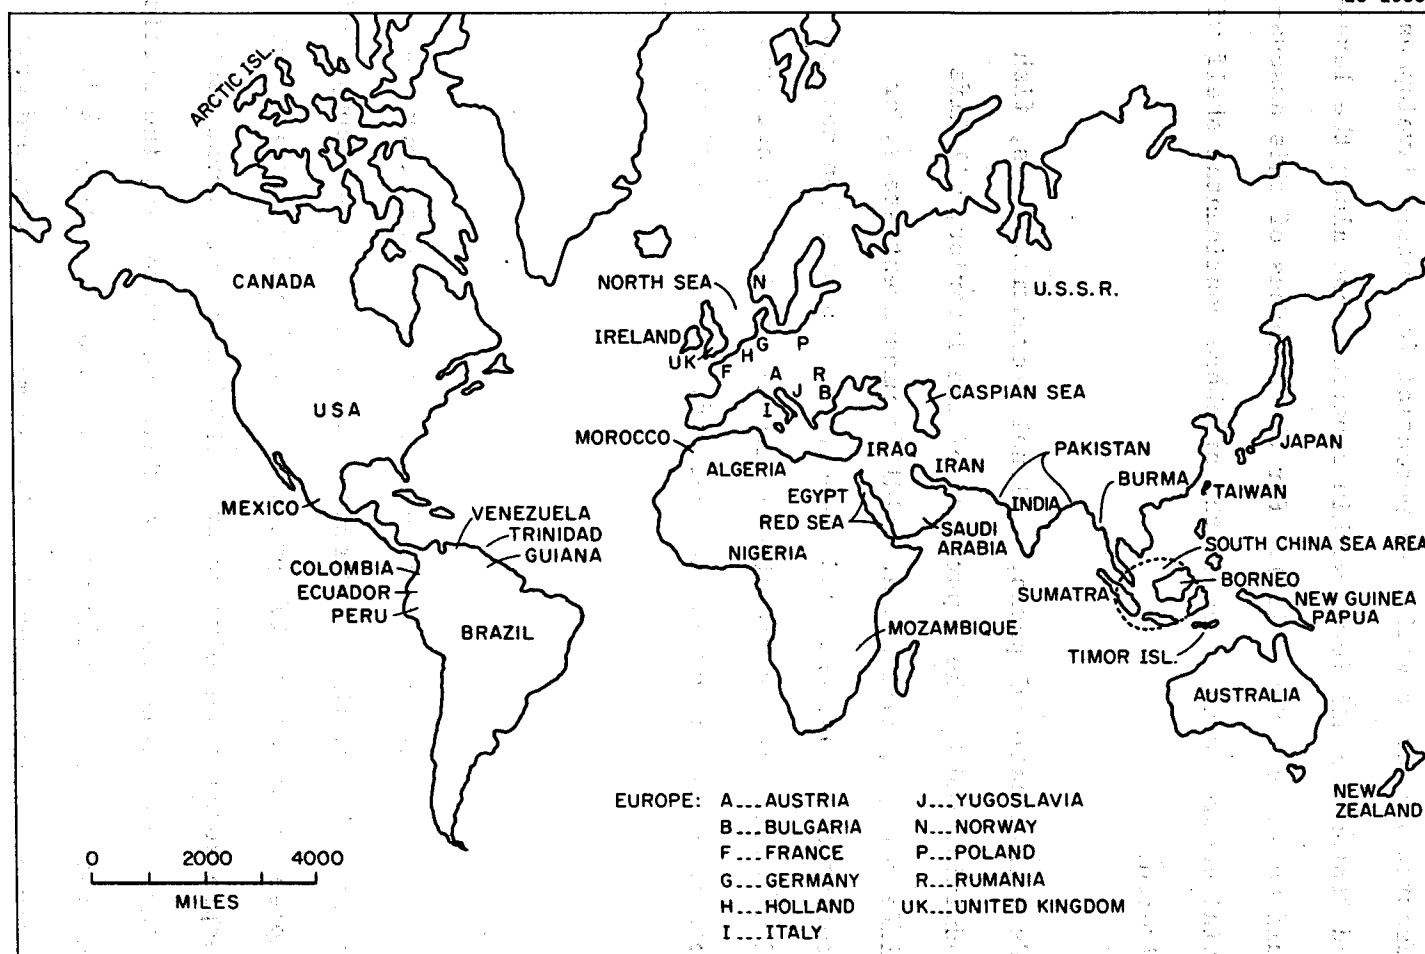 ARCTIC ISL.
CANADA
NORTH SEA
N
U.S.S.R.
IRELAND
UK
H
G
P
F
A
R
J
B
I
CASPIAN SEA
USA
MOROCCO
ALGERIA
IRAQ
IRAN
PAKISTAN
JAPAN
BURMA
TAIWAN
MEXICO
EGYPT
RED SEA
INDIA
SAUDI
ARABIA
VENEZUELA
TRINIDAD
GUIANA
NIGERIA
SOUTH CHINA SEA AREA
COLOMBIA
ECUADOR
PERU
BRAZIL
SUMATRA
BORNEO
NEW GUINEA
PAPUA
MOZAMBIQUE
TIMOR ISL.
AUSTRALIA
NEW
ZEALAND
EUROPE: A...AUSTRIA J...YUGOSLAVIA
B...BULGARIA N...NORWAY
F...FRANCE P...POLAND
G...GERMANY R...RUMANIA
H...HOLLAND UK...UNITED KINGDOM
I...ITALY
0 2000 4000
MILES